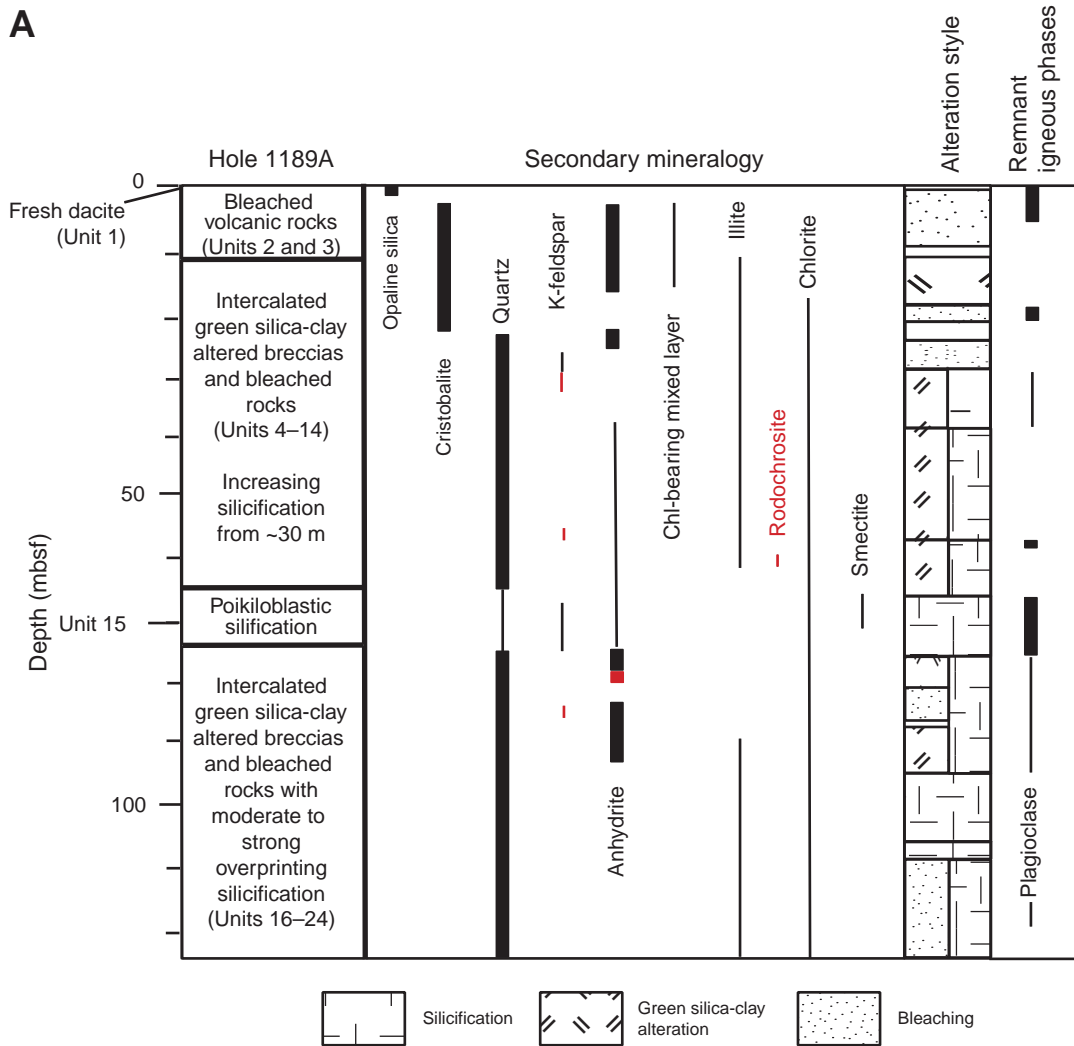 A
Hole 1189A
Secondary mineralogy
Alteration style
Remnant
igneous phases
0
50
100
Depth (mbsf)
Fresh dacite
(Unit 1)
Unit 15
Bleached
volcanic rocks
(Units 2 and 3)
Intercalated
green silica-clay
altered breccias
and bleached
rocks
(Units 4–14)
Increasing
silicification
from ~30 m
Poikiloblastic
silification
Intercalated
green silica-clay
altered breccias
and bleached
rocks with
moderate to
strong
overprinting
silicification
(Units 16–24)
Opaline silica
Cristobalite
Quartz
K-feldspar
Anhydrite
Chl-bearing mixed layer
Illite
Rodochrosite
Chlorite
Smectite
Plagioclase
Silicification
Green silica-clay
alteration
Bleaching